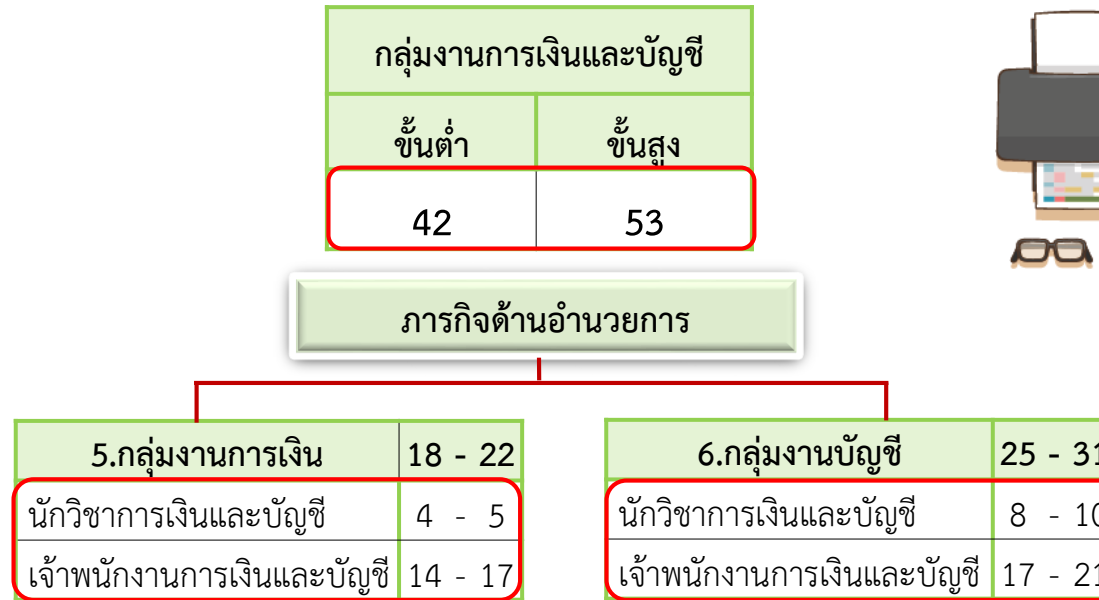 กลุ่มงานการเงินและบัญชี
ขั้นต่ำ ขั้นสูง
42 53
ภารกิจด้านอำนวยการ
5.กลุ่มงานการเงิน 18 - 22
นักวิชาการเงินและบัญชี 4 - 5
เจ้าพนักงานการเงินและบัญชี 14 - 17
6.กลุ่มงานบัญชี 25 - 31
นักวิชาการเงินและบัญชี 8 - 10
เจ้าพนักงานการเงินและบัญชี 17 - 21